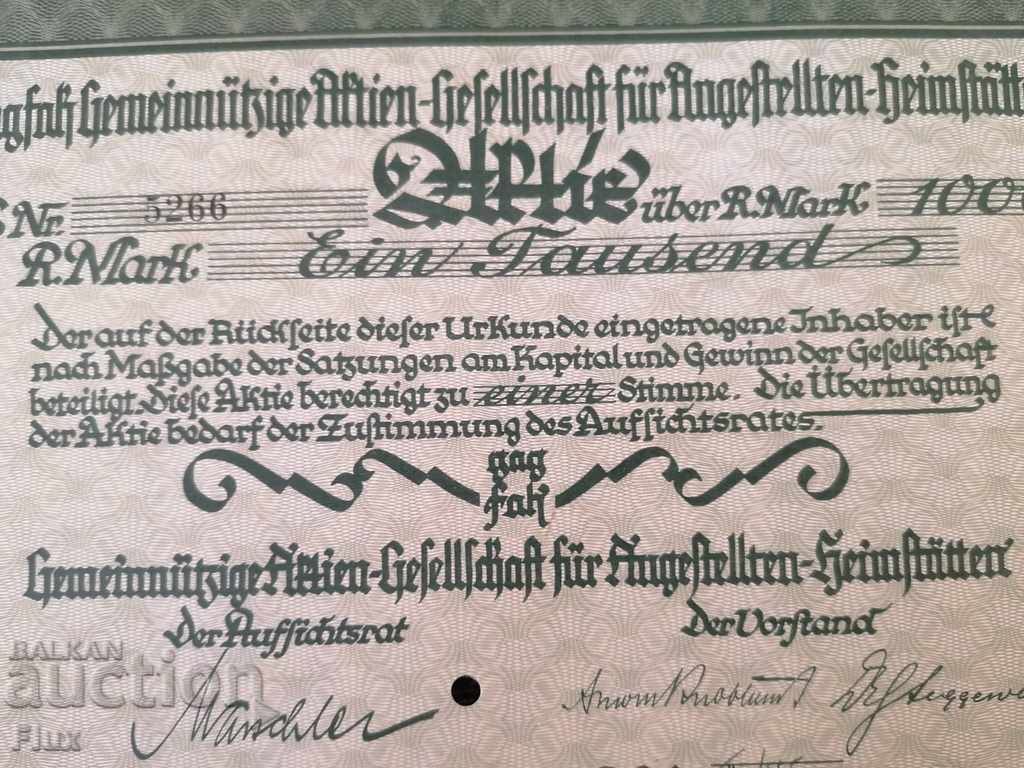 gagfah Gemeinnützige Aktien-Gesellschaft für Angestellten-Heimstätt
Nr. 5266 Aktie über R.Mark 100
R.Mark Ein Tausend
Der auf der Rückseite dieser Urkunde eingetragene Inhaber ist
nach Maßgabe der Satzungen am Kapital und Gewinn der Gesellschaft
beteiligt. Diese Aktie berechtigt zu einer Stimme. Die Übertragung
der Aktie bedarf der Zustimmung des Aufsichtsrates.
gag
fah
Gemeinnützige Aktien-Gesellschaft für Angestellten-Heimstätten
Der Aufsichtsrat Der Vorstand
BALKAN
auction
Flux